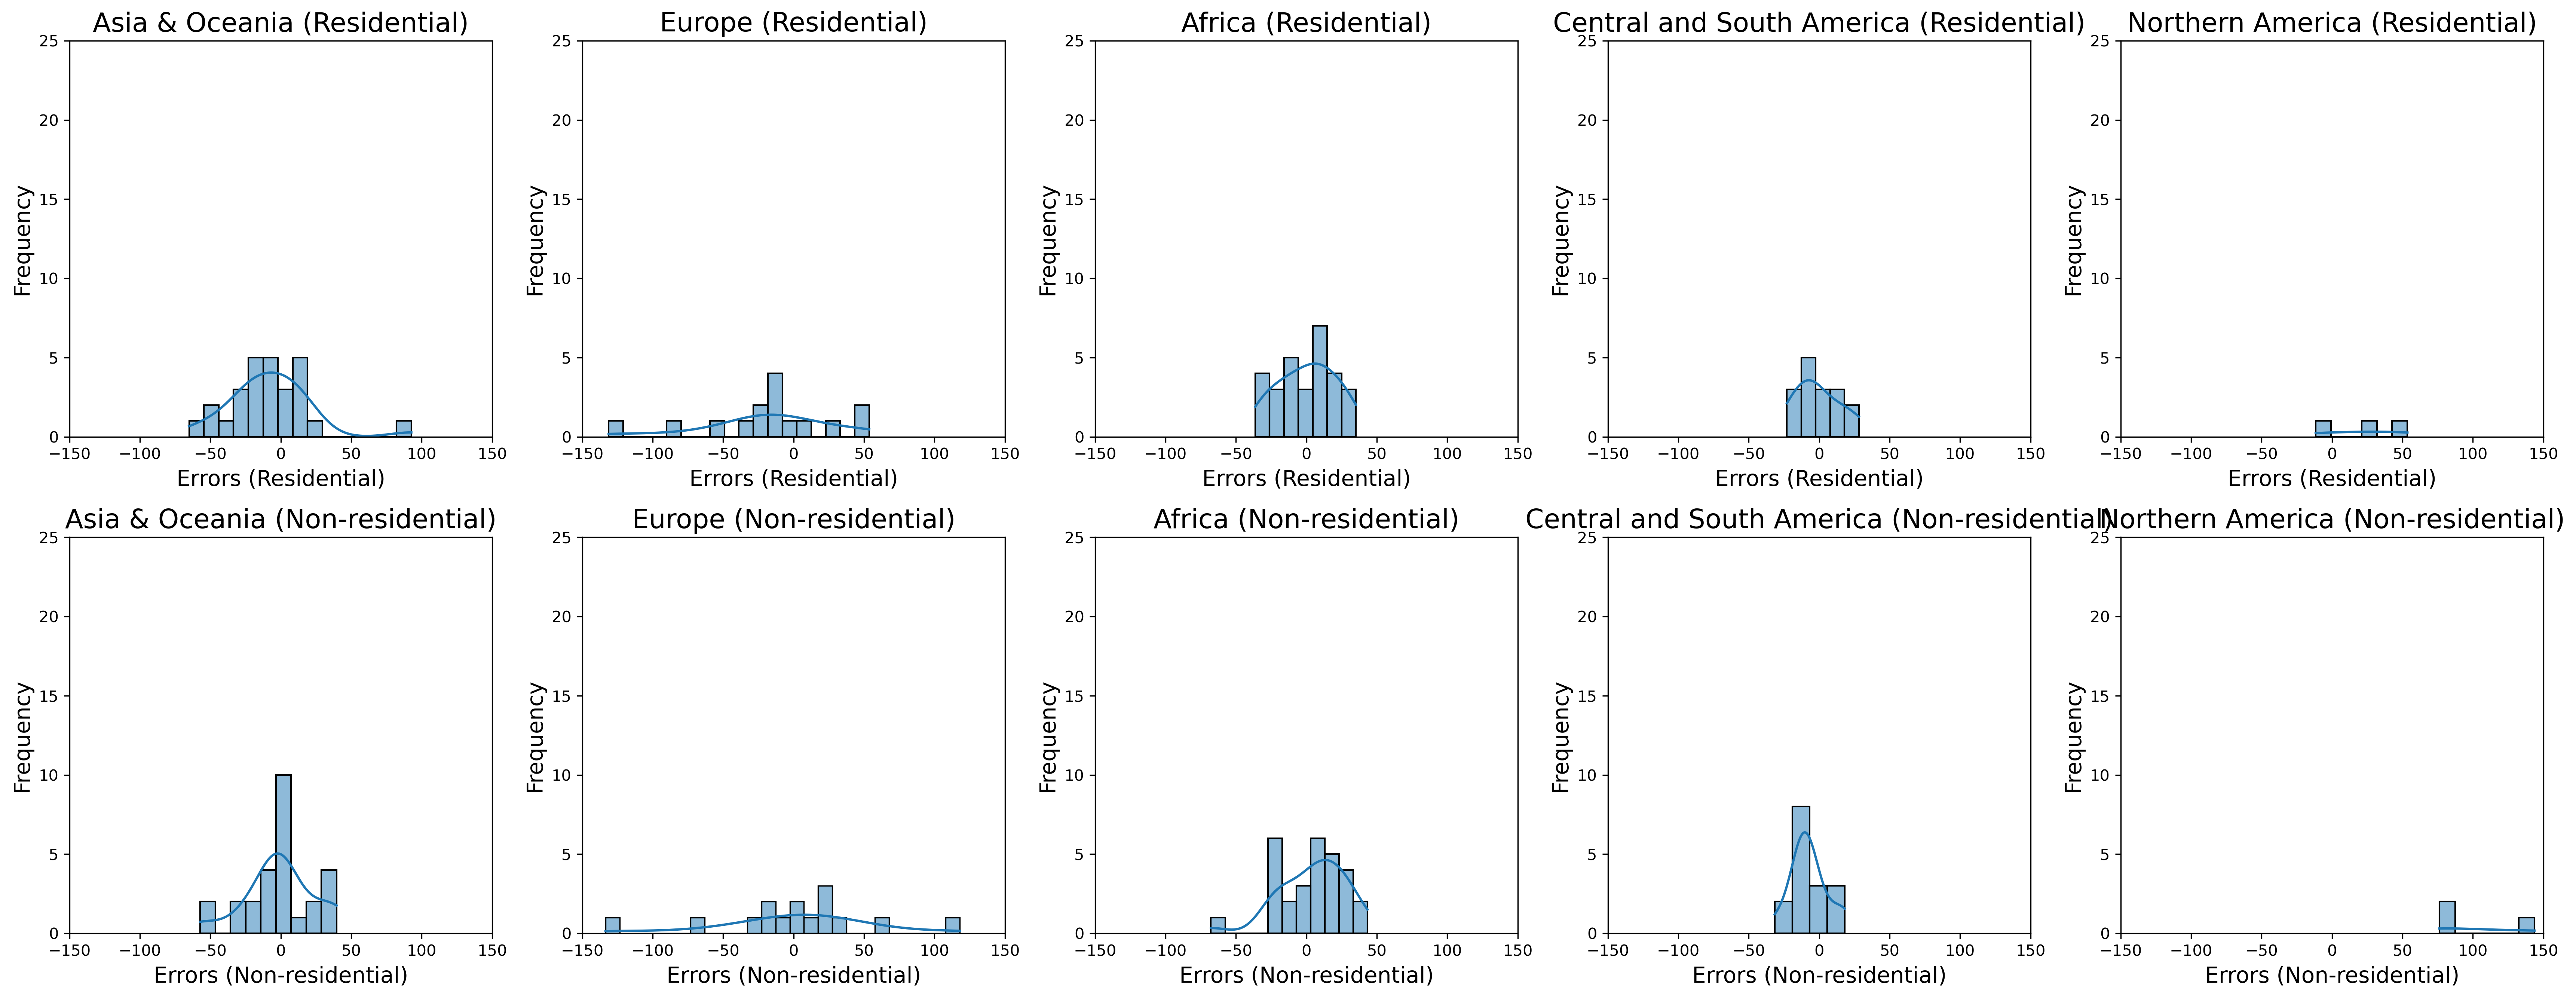 Asia & Oceania (Residential)
25
20
15
10
5
0
Frequency
−150 −100 −50 0 50 100 150
Errors (Residential)
Europe (Residential)
25
20
15
10
5
0
Frequency
−150 −100 −50 0 50 100 150
Errors (Residential)
Africa (Residential)
25
20
15
10
5
0
Frequency
−150 −100 −50 0 50 100 150
Errors (Residential)
Central and South America (Residential)
25
20
15
10
5
0
Frequency
−150 −100 −50 0 50 100 150
Errors (Residential)
Northern America (Residential)
25
20
15
10
5
0
Frequency
−150 −100 −50 0 50 100 150
Errors (Residential)
Asia & Oceania (Non-residential)
25
20
15
10
5
0
Frequency
−150 −100 −50 0 50 100 150
Errors (Non-residential)
Europe (Non-residential)
25
20
15
10
5
0
Frequency
−150 −100 −50 0 50 100 150
Errors (Non-residential)
Africa (Non-residential)
25
20
15
10
5
0
Frequency
−150 −100 −50 0 50 100 150
Errors (Non-residential)
Central and South America (Non-residential)
25
20
15
10
5
0
Frequency
−150 −100 −50 0 50 100 150
Errors (Non-residential)
Northern America (Non-residential)
25
20
15
10
5
0
Frequency
−150 −100 −50 0 50 100 150
Errors (Non-residential)